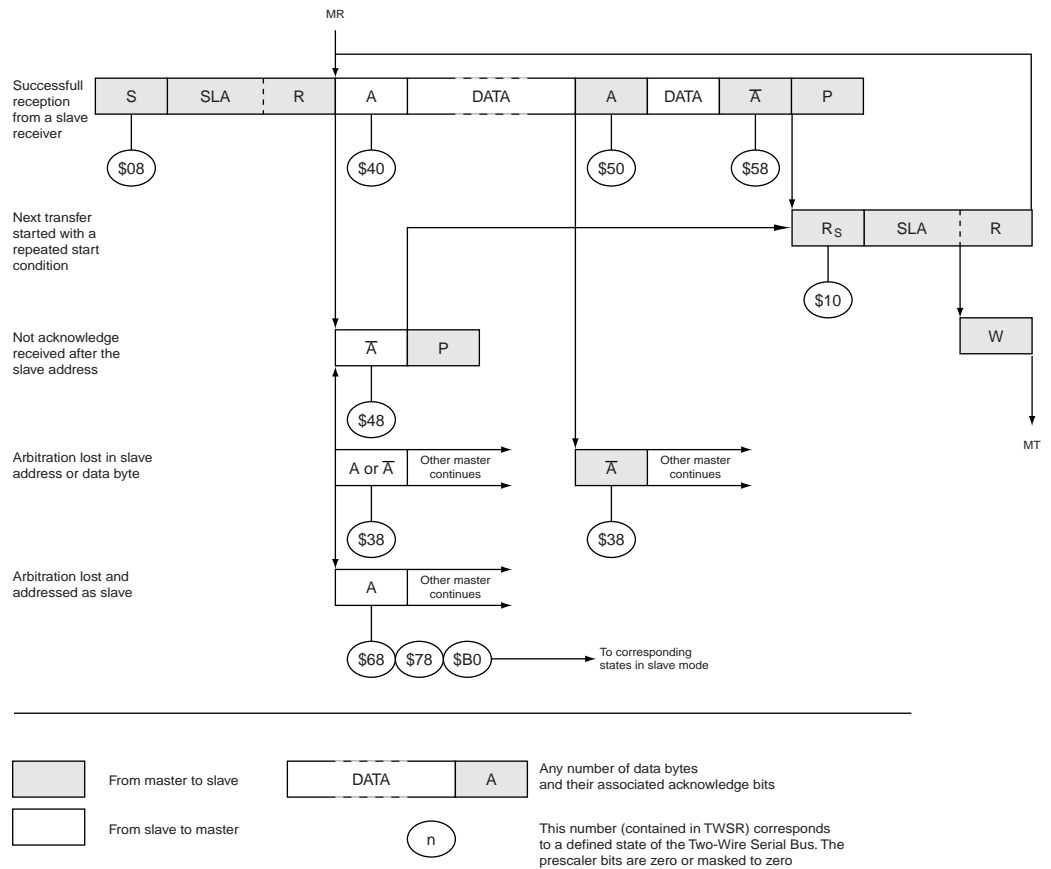 MR
Successfull
reception
from a slave
receiver
S SLA R A DATA A DATA A̅ P
$08 $40 $50 $58
Next transfer
started with a
repeated start
condition
RS SLA R
$10
Not acknowledge
received after the
slave address
A̅ P
W
$48
MT
Arbitration lost in slave
address or data byte
A or A̅ Other master
continues
A̅ Other master
continues
$38 $38
Arbitration lost and
addressed as slave
A Other master
continues
$68 $78 $B0 To corresponding
states in slave mode
From master to slave
DATA A
Any number of data bytes
and their associated acknowledge bits
From slave to master
n
This number (contained in TWSR) corresponds
to a defined state of the Two-Wire Serial Bus. The
prescaler bits are zero or masked to zero